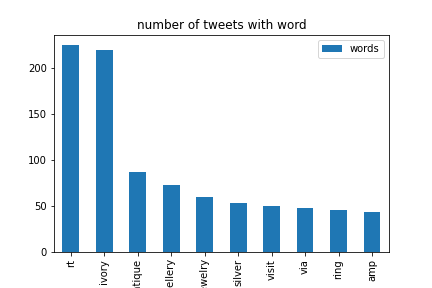 number of tweets with word
words
200
150
100
50
0
rt
ivory
tique
ellery
welry
silver
visit
via
ring
amp